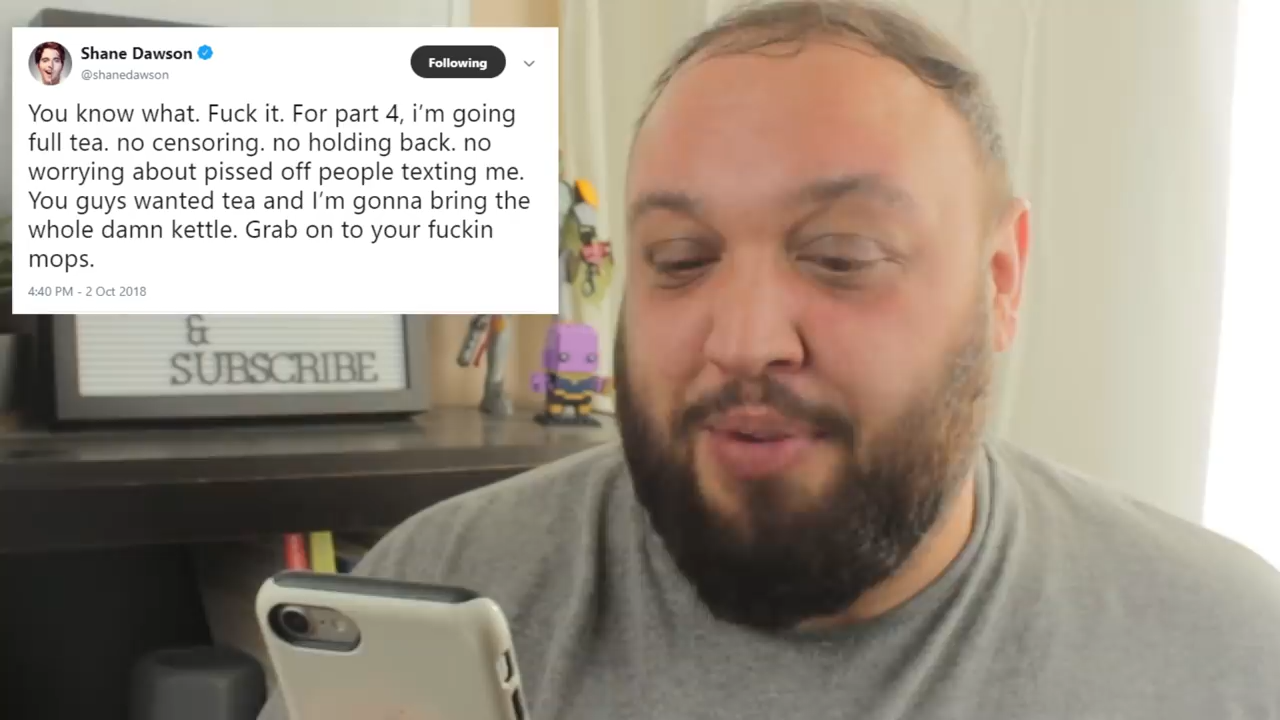 Shane Dawson
@shanedawson
Following
You know what. Fuck it. For part 4, i’m going
full tea. no censoring. no holding back. no
worrying about pissed off people texting me.
You guys wanted tea and I’m gonna bring the
whole damn kettle. Grab on to your fuckin
mops.
4:40 PM - 2 Oct 2018
&
SUBSCRIBE